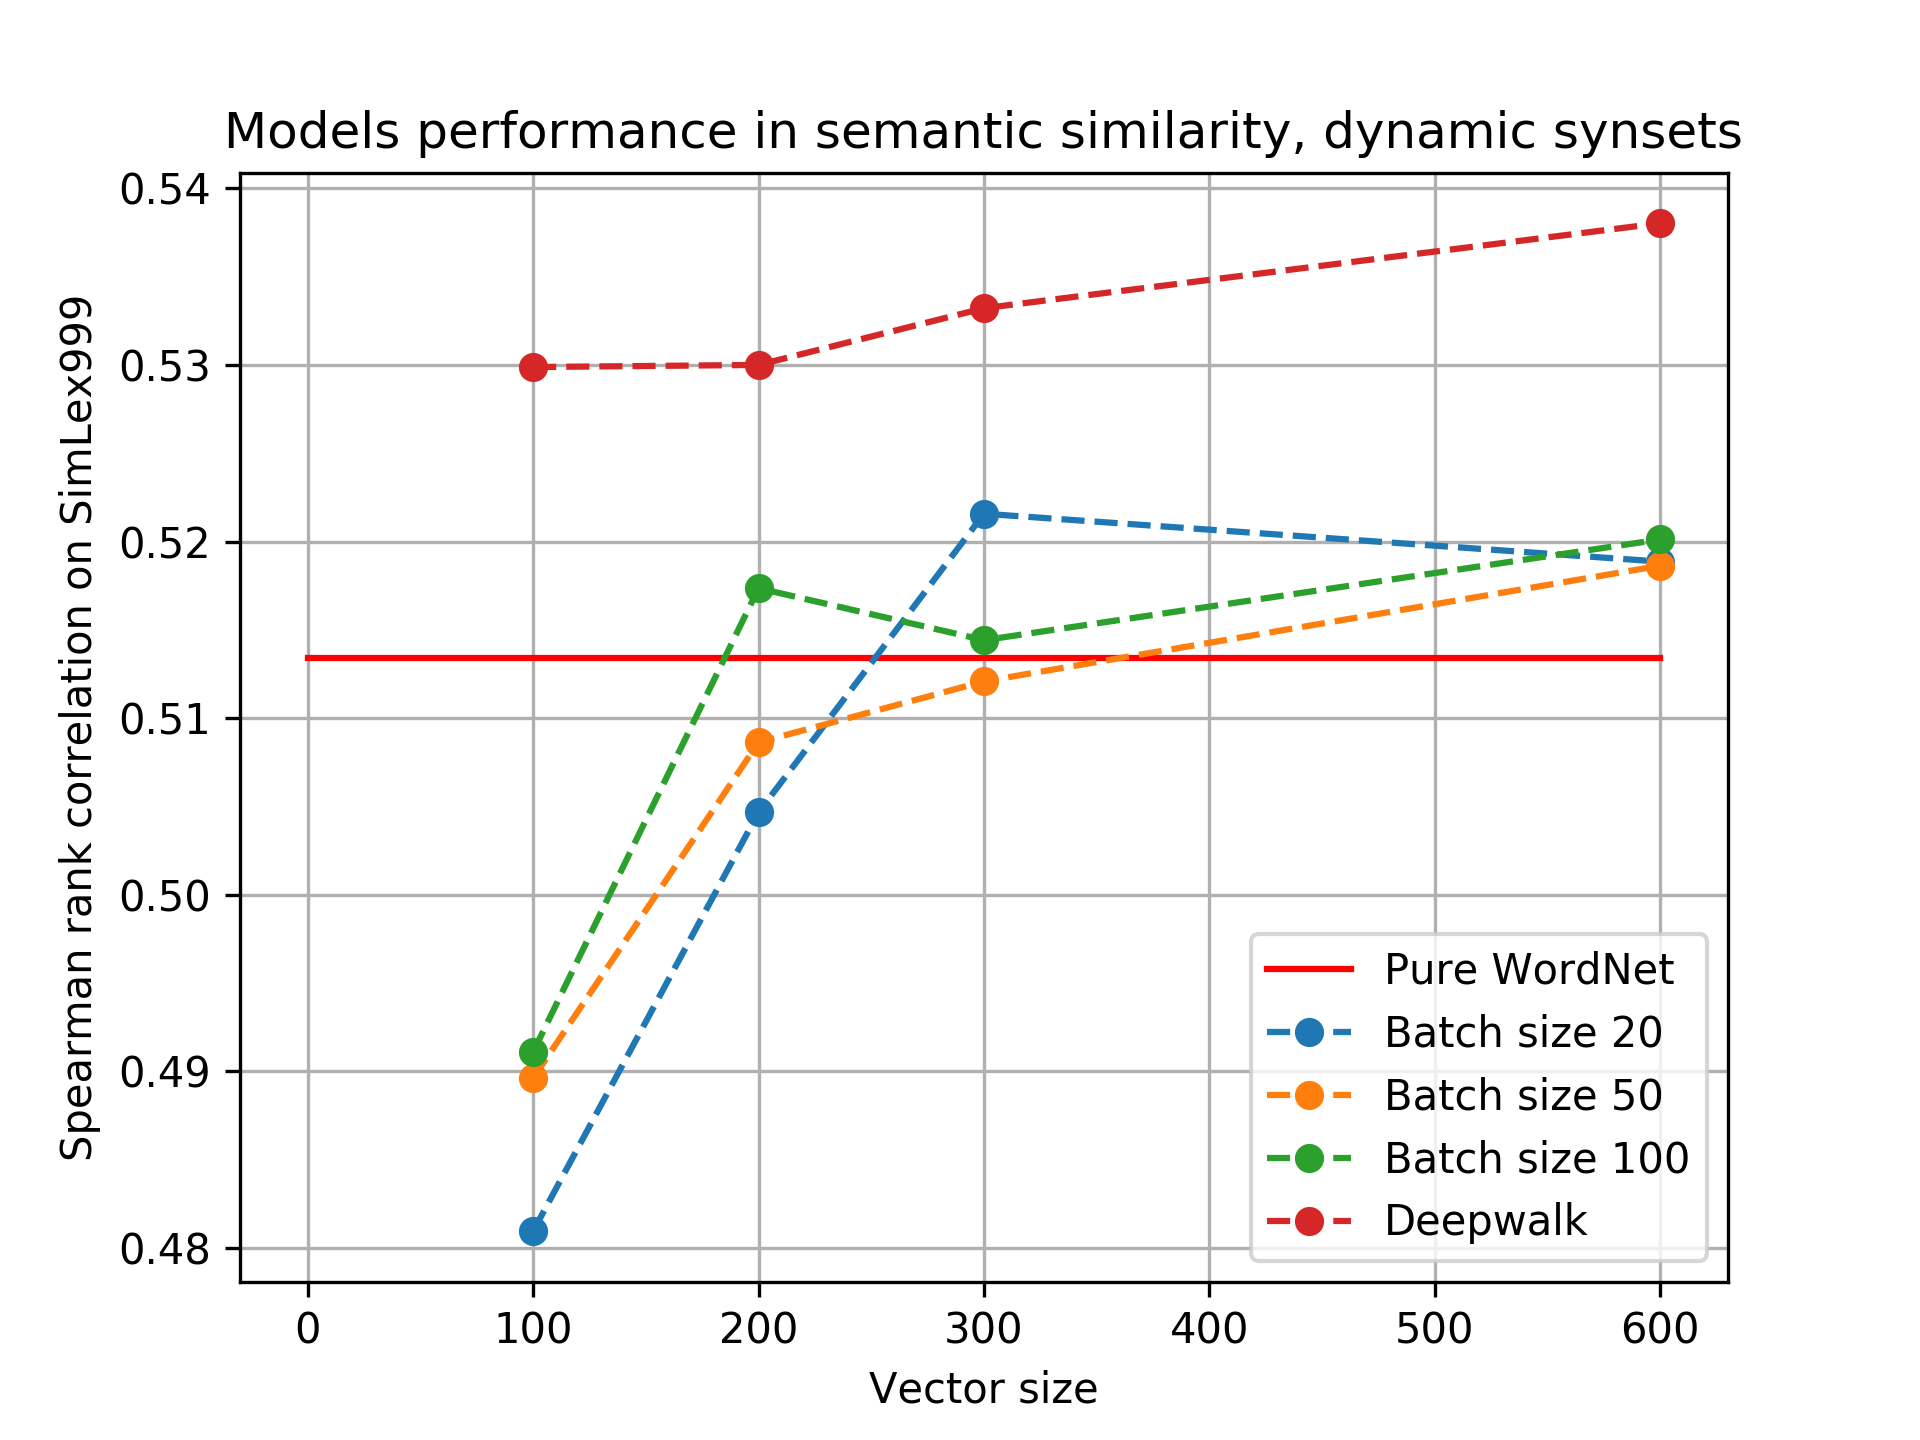 Models performance in semantic similarity, dynamic synsets
Spearman rank correlation on SimLex999
0.54
0.53
0.52
0.51
0.50
0.49
0.48
Pure WordNet
Batch size 20
Batch size 50
Batch size 100
Deepwalk
0 100 200 300 400 500 600
Vector size